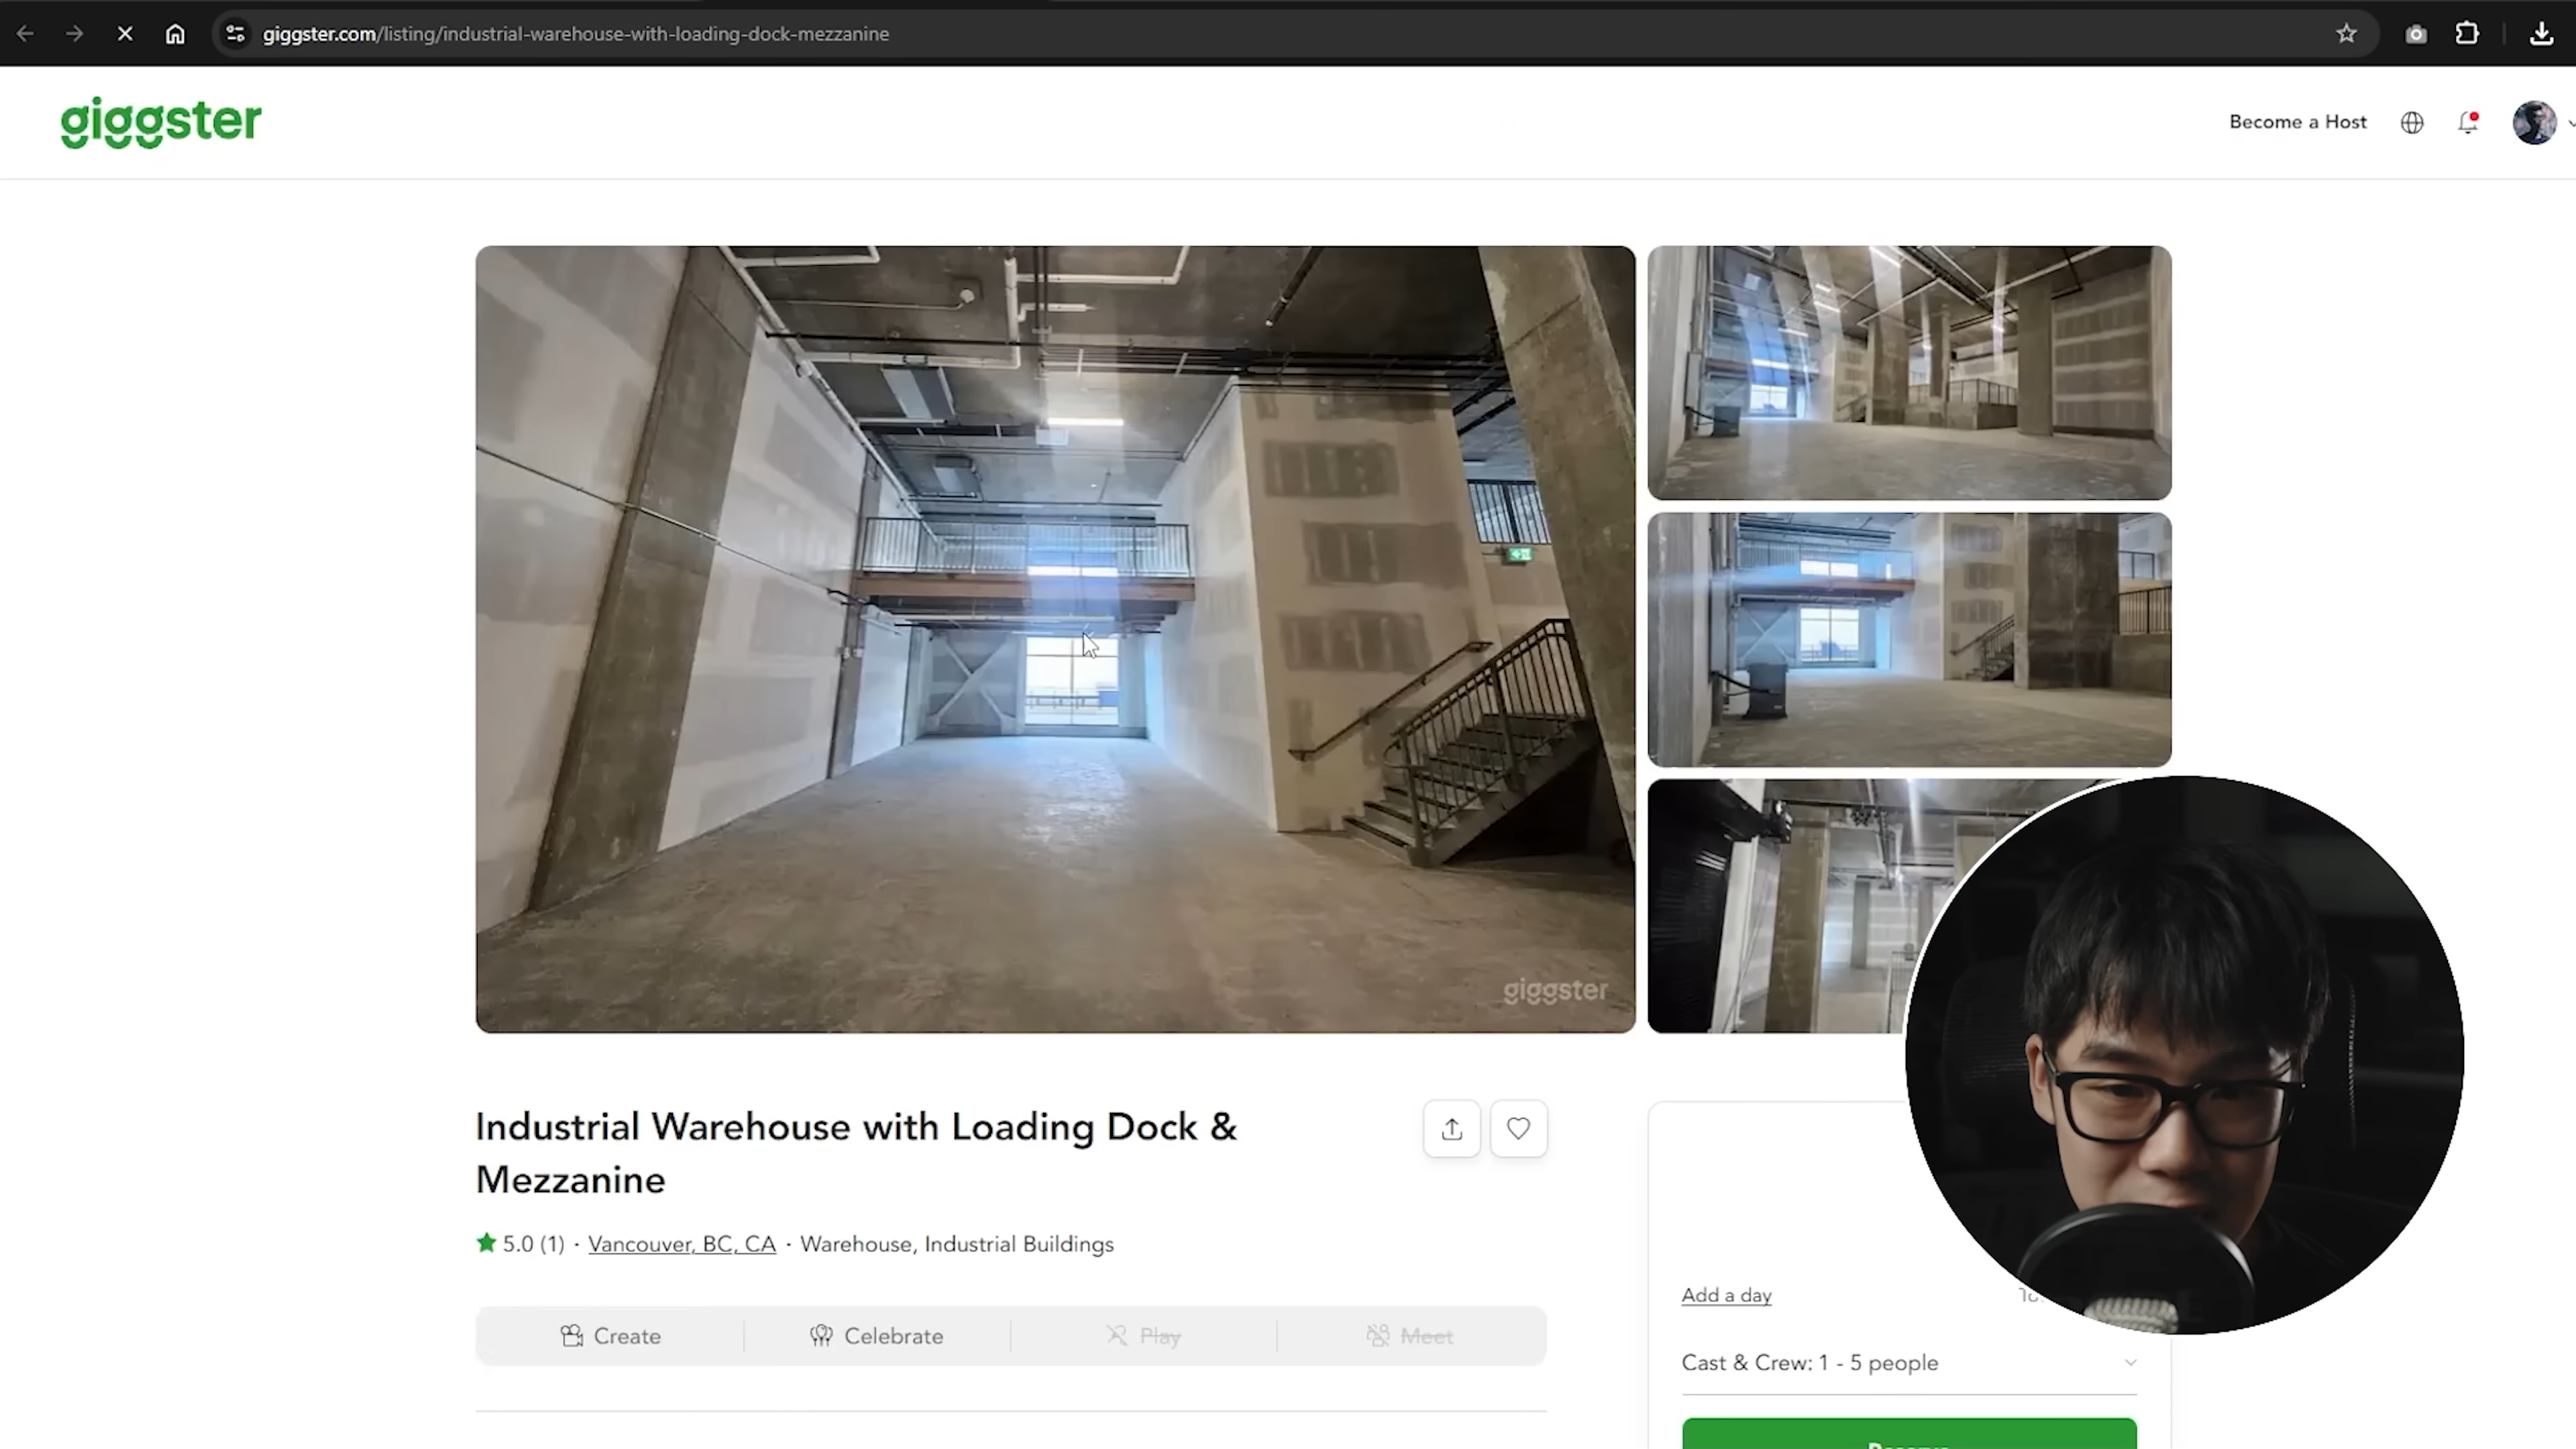 giggster.com/listing/industrial-warehouse-with-loading-dock-mezzanine
giggster
Become a Host
giggster
Industrial Warehouse with Loading Dock &
Mezzanine
5.0 (1) · Vancouver, BC, CA · Warehouse, Industrial Buildings
Create
Celebrate
Play
Meet
Add a day
Cast & Crew: 1 - 5 people